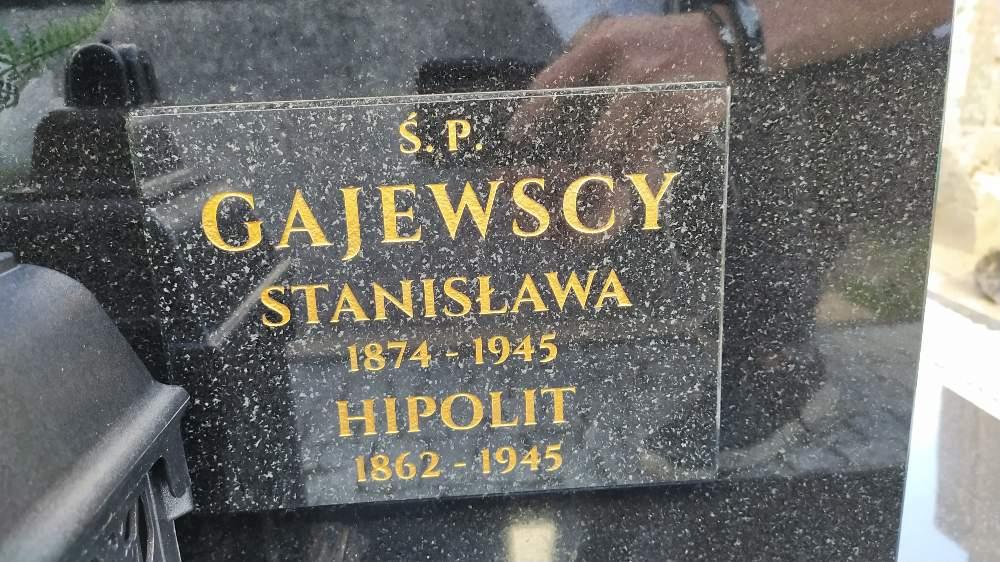 Ś. P.
GAJEWSCY
STANISŁAWA
1874 - 1945
HIPOLIT
1862 - 1945